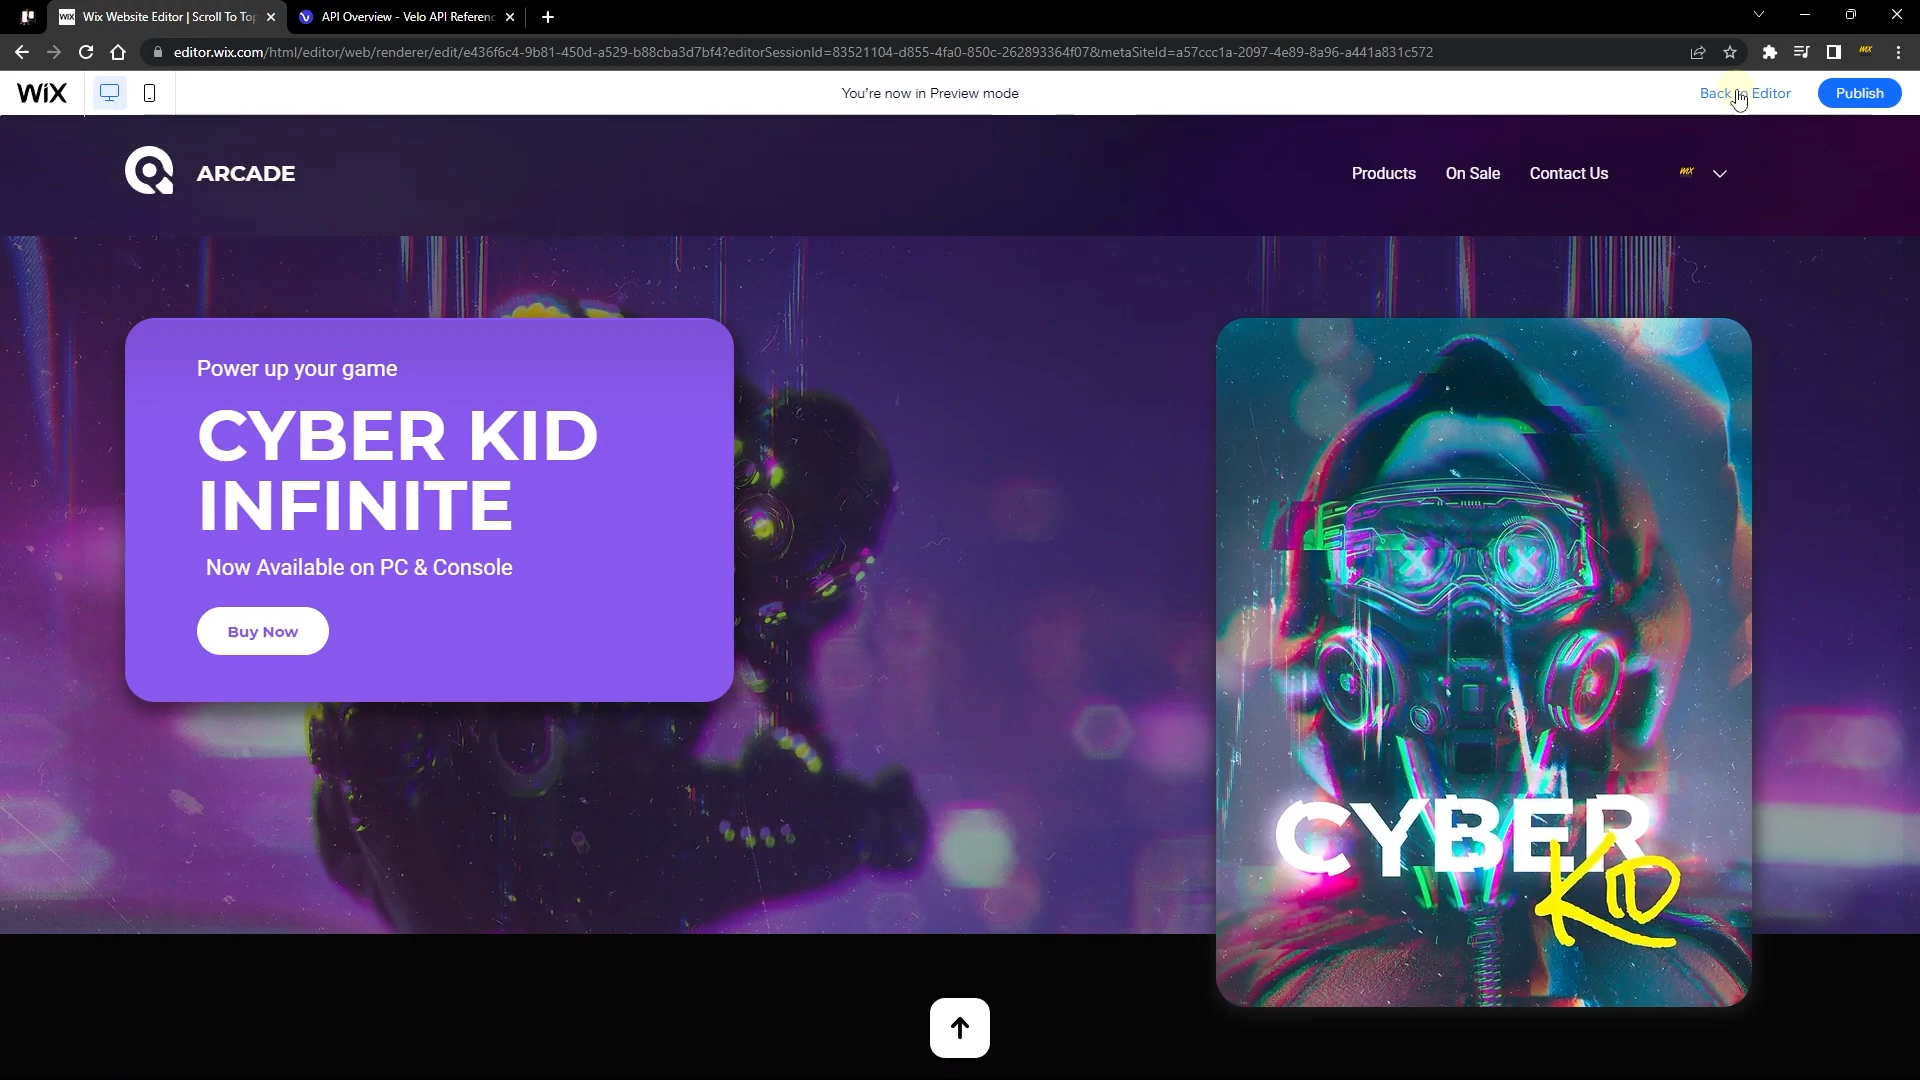 Wix Website Editor | Scroll To Top
API Overview - Velo API Referenc
editor.wix.com/html/editor/web/renderer/edit/e436f6c4-9b81-450d-a529-b88cba3d7bf4?editorSessionId=83521104-d855-4fa0-850c-262893364f07&metaSiteId=a57ccc1a-2097-4e89-8a96-a441a831c572
WiX
You're now in Preview mode
Back to Editor
Publish
ARCADE
Products
On Sale
Contact Us
WX
Power up your game
CYBER KID
INFINITE
Now Available on PC & Console
Buy Now
CYBER
KID